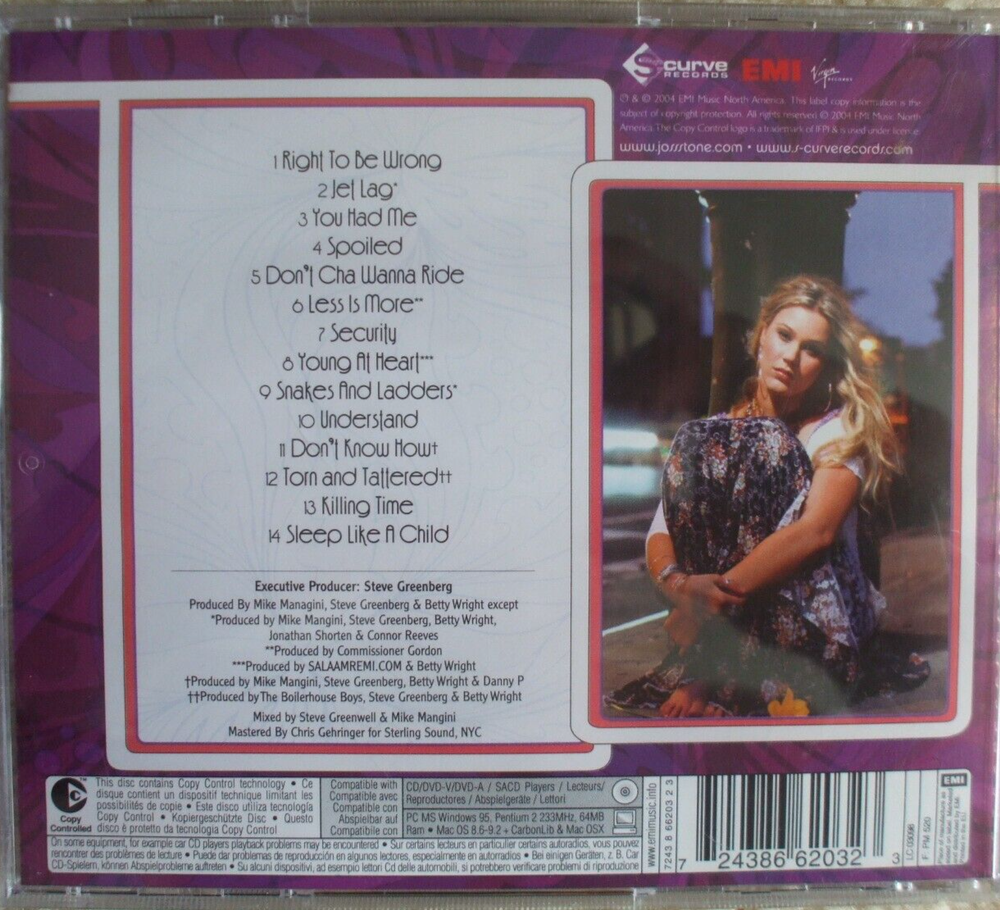 S curve RECORDS EMI Virgin RECORDS
℗ & © 2004 EMI Music North America. This label copy information is the
subject of copyright protection. All rights reserved. © 2004 EMI Music North
America. The Copy Control logo is a trademark of IFPI & is used under licence
www.jossstone.com • www.s-curverecords.com
1 Right To Be Wrong
2 Jet Lag*
3 You Had Me
4 Spoiled
5 Don't Cha Wanna Ride
6 Less Is More**
7 Security
8 Young At Heart***
9 Snakes And Ladders*
10 Understand
11 Don't Know How†
12 Torn and Tattered††
13 Killing Time
14 Sleep Like A Child
Executive Producer: Steve Greenberg
Produced By Mike Managini, Steve Greenberg & Betty Wright except
*Produced by Mike Mangini, Steve Greenberg, Betty Wright,
Jonathan Shorten & Connor Reeves
**Produced by Commissioner Gordon
***Produced by SALAAMREMI.COM & Betty Wright
†Produced by Mike Mangini, Steve Greenberg, Betty Wright & Danny P
††Produced by The Boilerhouse Boys, Steve Greenberg & Betty Wright
Mixed by Steve Greenwell & Mike Mangini
Mastered By Chris Gehringer for Sterling Sound, NYC
Copy
Controlled
This disc contains Copy Control technology • Ce
disque contient un dispositif technique limitant les
possibilités de copie • Este disco utiliza tecnología
Copy Control • Kopiergeschützte Disc • Questo
disco è protetto da tecnologia Copy Control
Compatible with
Compatible avec
Compatible con
Abspielbar auf
Compatibile con
CD/DVD-V/DVD-A / SACD Players / Lecteurs/
Reproductores / Abspielgeräte / Lettori
PC MS Windows 95, Pentium 2 233MHz, 64MB
Ram • Mac OS 8.6-9.2 + CarbonLib & Mac OSX
On some equipment, for example car CD players playback problems may be encountered • Sur certains lecteurs en particulier certains autoradios, vous pouvez
rencontrer des problèmes de lecture • Puede dar problemas de reproducción en algunos lectores, especialmente en autorradios • Bei einigen Geräten, z. B. Car
CD-Spielern, können Abspielprobleme auftreten • Su alcuni dispositivi, ad esempio lettori Cd delle automobili, si potrebbero verificare problemi di riproduzione
www.emimusic.info
7243 8 66203 2 3
7 24386 62032 3
LC-03098
F: PM 520
EMI